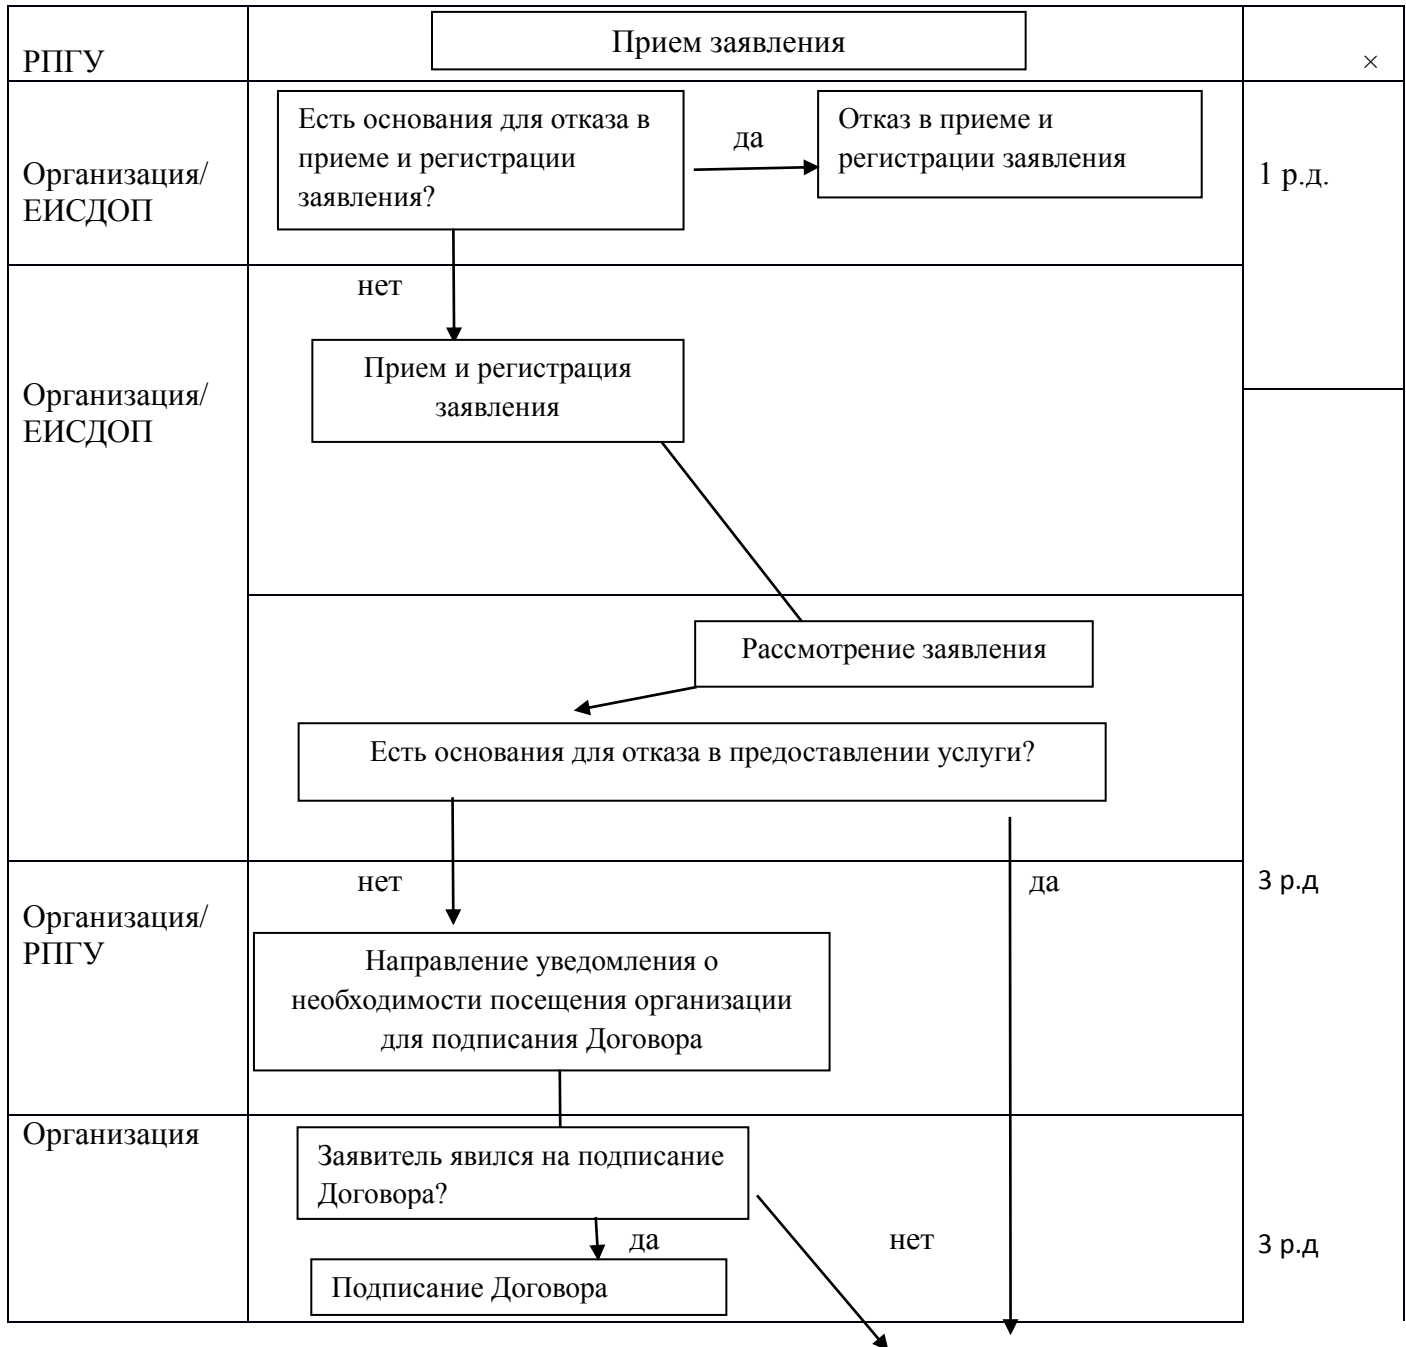 Прием заявления
РПГУ
×
Есть основания для отказа в
приеме и регистрации
заявления?
да
Отказ в приеме и
регистрации заявления
Организация/
ЕИСДОП
1 р.д.
нет
Прием и регистрация
заявления
Организация/
ЕИСДОП
Рассмотрение заявления
Есть основания для отказа в предоставлении услуги?
нет
да
3 р.д
Организация/
РПГУ
Направление уведомления о
необходимости посещения организации
для подписания Договора
Организация
Заявитель явился на подписание
Договора?
да
нет
3 р.д
Подписание Договора